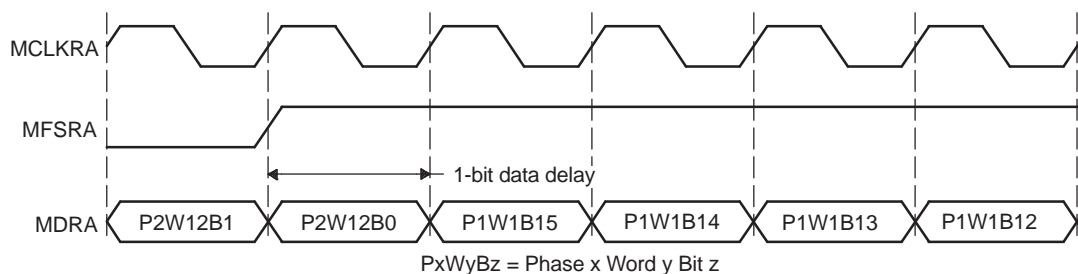 MCLKRA
MFSRA
1-bit data delay
MDRA P2W12B1 P2W12B0 P1W1B15 P1W1B14 P1W1B13 P1W1B12
PxWyBz = Phase x Word y Bit z